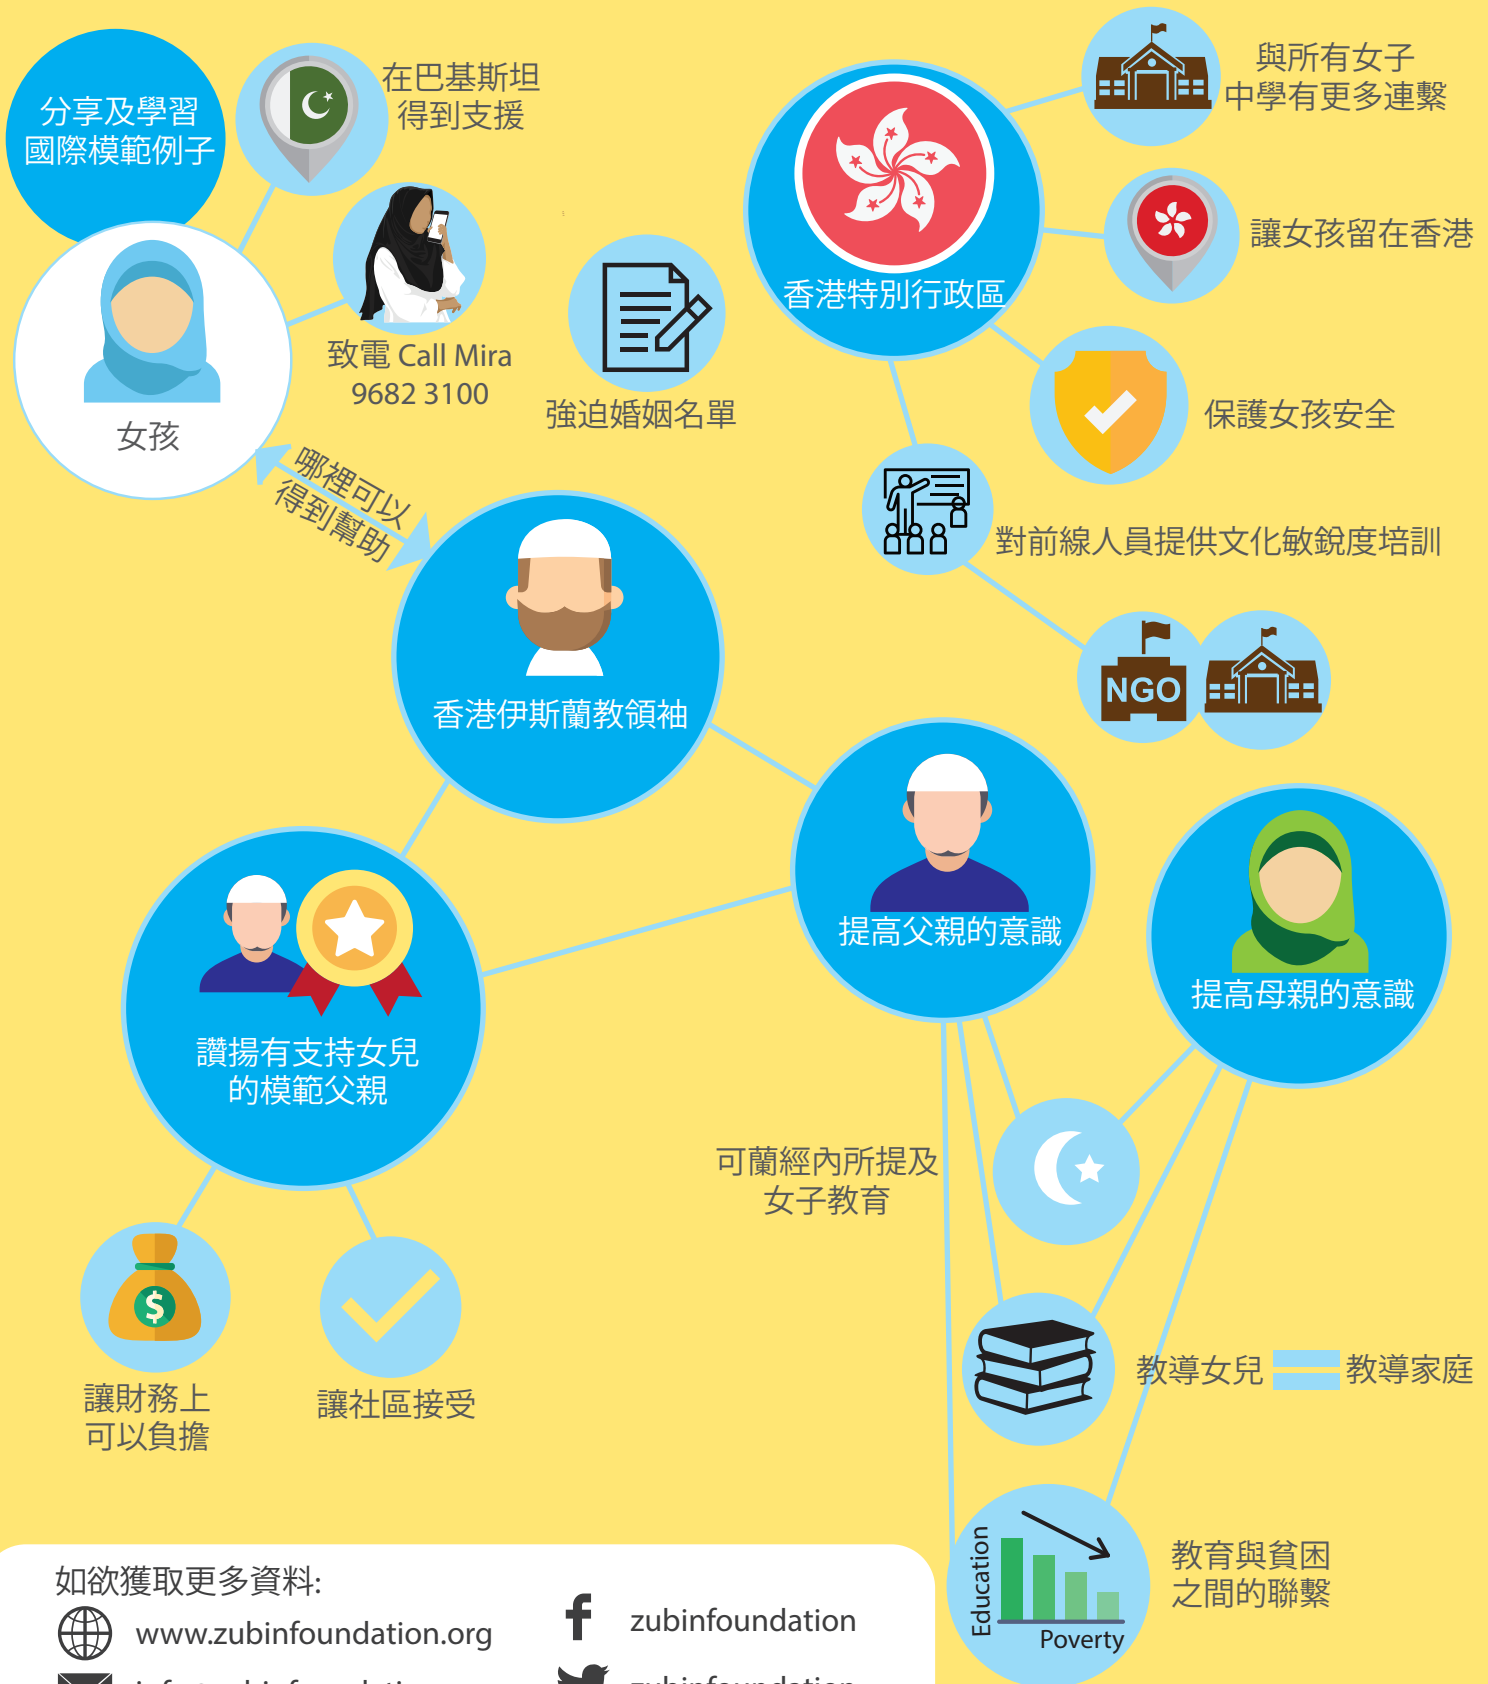 分享及學習
國際模範例子
在巴基斯坦
得到支援
女孩
致電 Call Mira
9682 3100
強迫婚姻名單
哪裡可以
得到幫助
香港特別行政區
與所有女子
中學有更多連繫
讓女孩留在香港
保護女孩安全
對前線人員提供文化敏銳度培訓
NGO
香港伊斯蘭教領袖
提高父親的意識
提高母親的意識
讚揚有支持女兒
的模範父親
讓財務上
可以負擔
讓社區接受
可蘭經內所提及
女子教育
教導女兒
教導家庭
Education
Poverty
教育與貧困
之間的聯繫
如欲獲取更多資料:
www.zubinfoundation.org
zubinfoundation
zubinfoundation